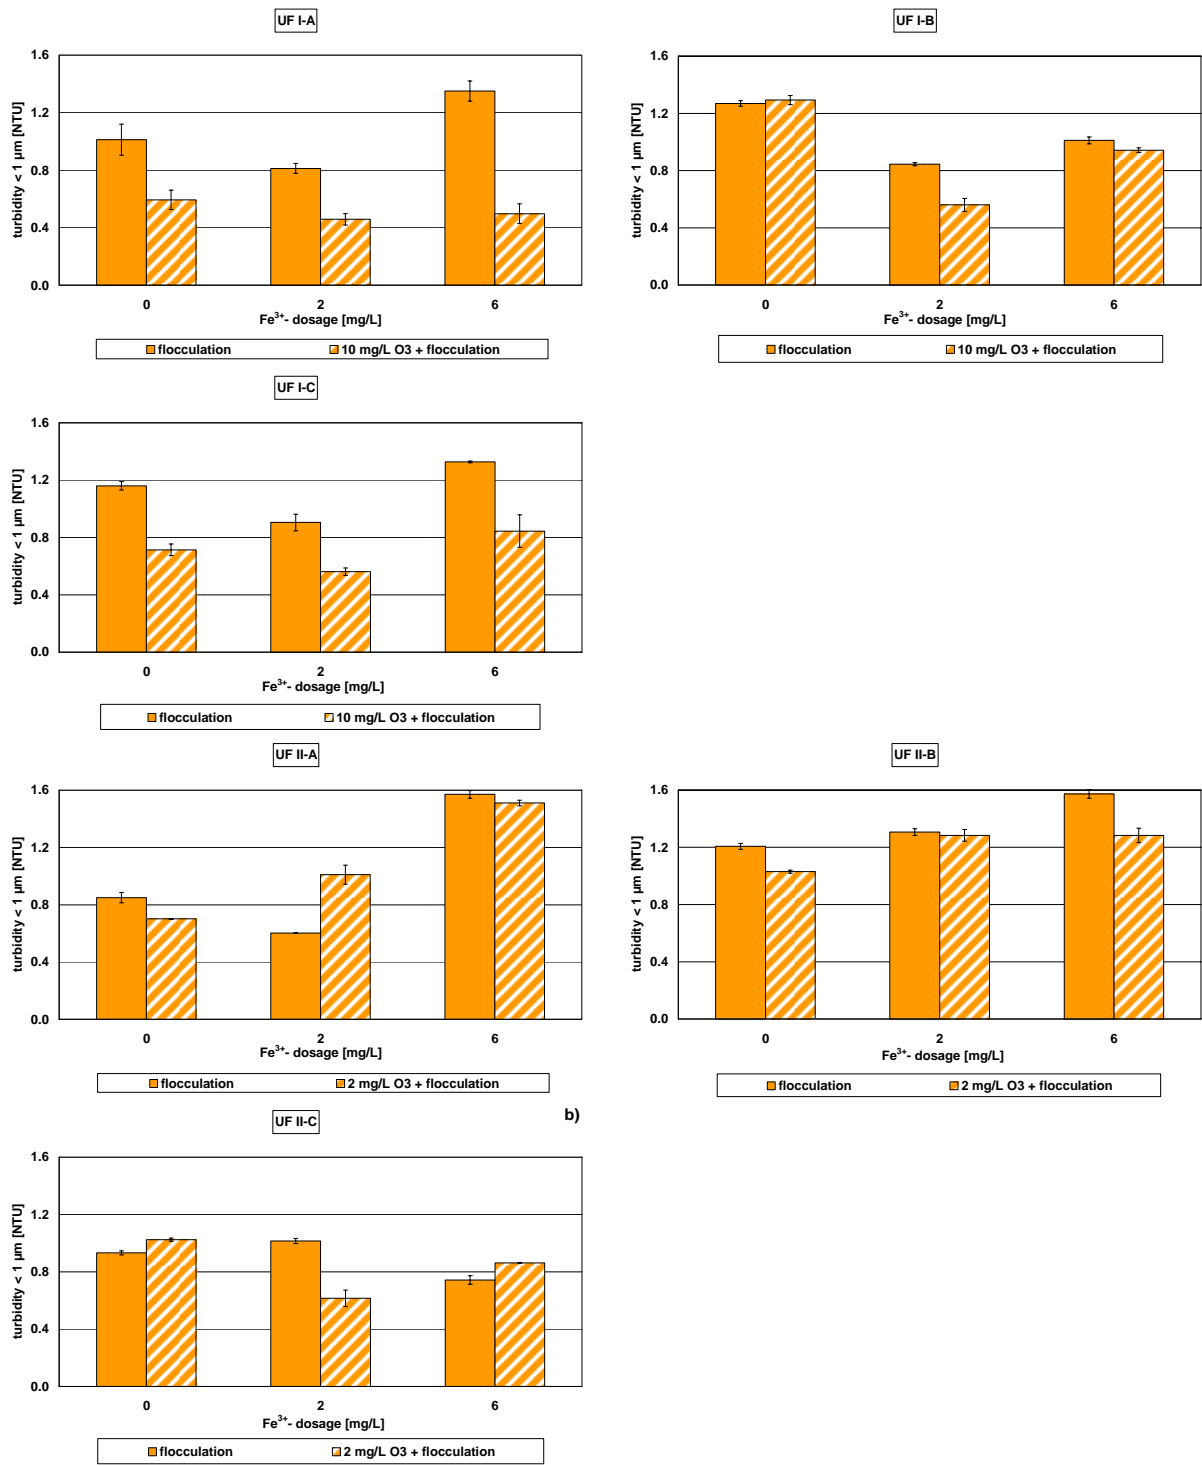 UF I-A
1.6
1.2
0.8
0.4
0.0
turbidity < 1 µm [NTU]
0 2 6
Fe³⁺- dosage [mg/L]
flocculation 10 mg/L O3 + flocculation
UF I-B
1.6
1.2
0.8
0.4
0.0
turbidity < 1 µm [NTU]
0 2 6
Fe³⁺- dosage [mg/L]
flocculation 10 mg/L O3 + flocculation
UF I-C
1.6
1.2
0.8
0.4
0.0
turbidity < 1 µm [NTU]
0 2 6
Fe³⁺- dosage [mg/L]
flocculation 10 mg/L O3 + flocculation
UF II-A
1.6
1.2
0.8
0.4
0.0
turbidity < 1 µm [NTU]
0 2 6
Fe³⁺- dosage [mg/L]
flocculation 2 mg/L O3 + flocculation
UF II-B
1.6
1.2
0.8
0.4
0.0
turbidity < 1 µm [NTU]
0 2 6
Fe³⁺- dosage [mg/L]
flocculation 2 mg/L O3 + flocculation
b)
UF II-C
1.6
1.2
0.8
0.4
0.0
turbidity < 1 µm [NTU]
0 2 6
Fe³⁺- dosage [mg/L]
flocculation 2 mg/L O3 + flocculation